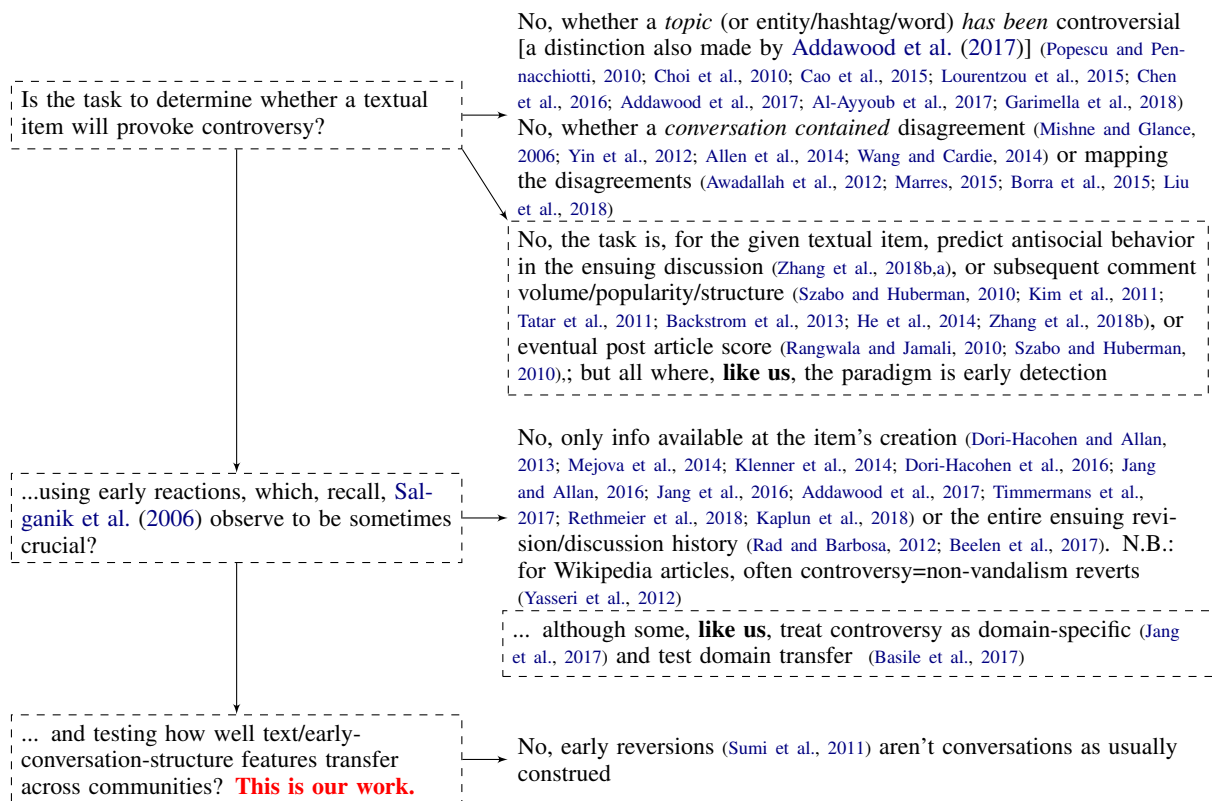 No, whether a topic (or entity/hashtag/word) has been controversial
[a distinction also made by Addawood et al. (2017)] (Popescu and Pen-
nacchiotti, 2010; Choi et al., 2010; Cao et al., 2015; Lourentzou et al., 2015; Chen
et al., 2016; Addawood et al., 2017; Al-Ayyoub et al., 2017; Garimella et al., 2018)
Is the task to determine whether a textual
item will provoke controversy?
No, whether a conversation contained disagreement (Mishne and Glance,
2006; Yin et al., 2012; Allen et al., 2014; Wang and Cardie, 2014) or mapping
the disagreements (Awadallah et al., 2012; Marres, 2015; Borra et al., 2015; Liu
et al., 2018)
No, the task is, for the given textual item, predict antisocial behavior
in the ensuing discussion (Zhang et al., 2018b,a), or subsequent comment
volume/popularity/structure (Szabo and Huberman, 2010; Kim et al., 2011;
Tatar et al., 2011; Backstrom et al., 2013; He et al., 2014; Zhang et al., 2018b), or
eventual post article score (Rangwala and Jamali, 2010; Szabo and Huberman,
2010),; but all where, like us, the paradigm is early detection
...using early reactions, which, recall, Sal-
ganik et al. (2006) observe to be sometimes
crucial?
No, only info available at the item's creation (Dori-Hacohen and Allan,
2013; Mejova et al., 2014; Klenner et al., 2014; Dori-Hacohen et al., 2016; Jang
and Allan, 2016; Jang et al., 2016; Addawood et al., 2017; Timmermans et al.,
2017; Rethmeier et al., 2018; Kaplun et al., 2018) or the entire ensuing revi-
sion/discussion history (Rad and Barbosa, 2012; Beelen et al., 2017). N.B.:
for Wikipedia articles, often controversy=non-vandalism reverts
(Yasseri et al., 2012)
... although some, like us, treat controversy as domain-specific (Jang
et al., 2017) and test domain transfer (Basile et al., 2017)
... and testing how well text/early-
conversation-structure features transfer
across communities? This is our work.
No, early reversions (Sumi et al., 2011) aren't conversations as usually
construed